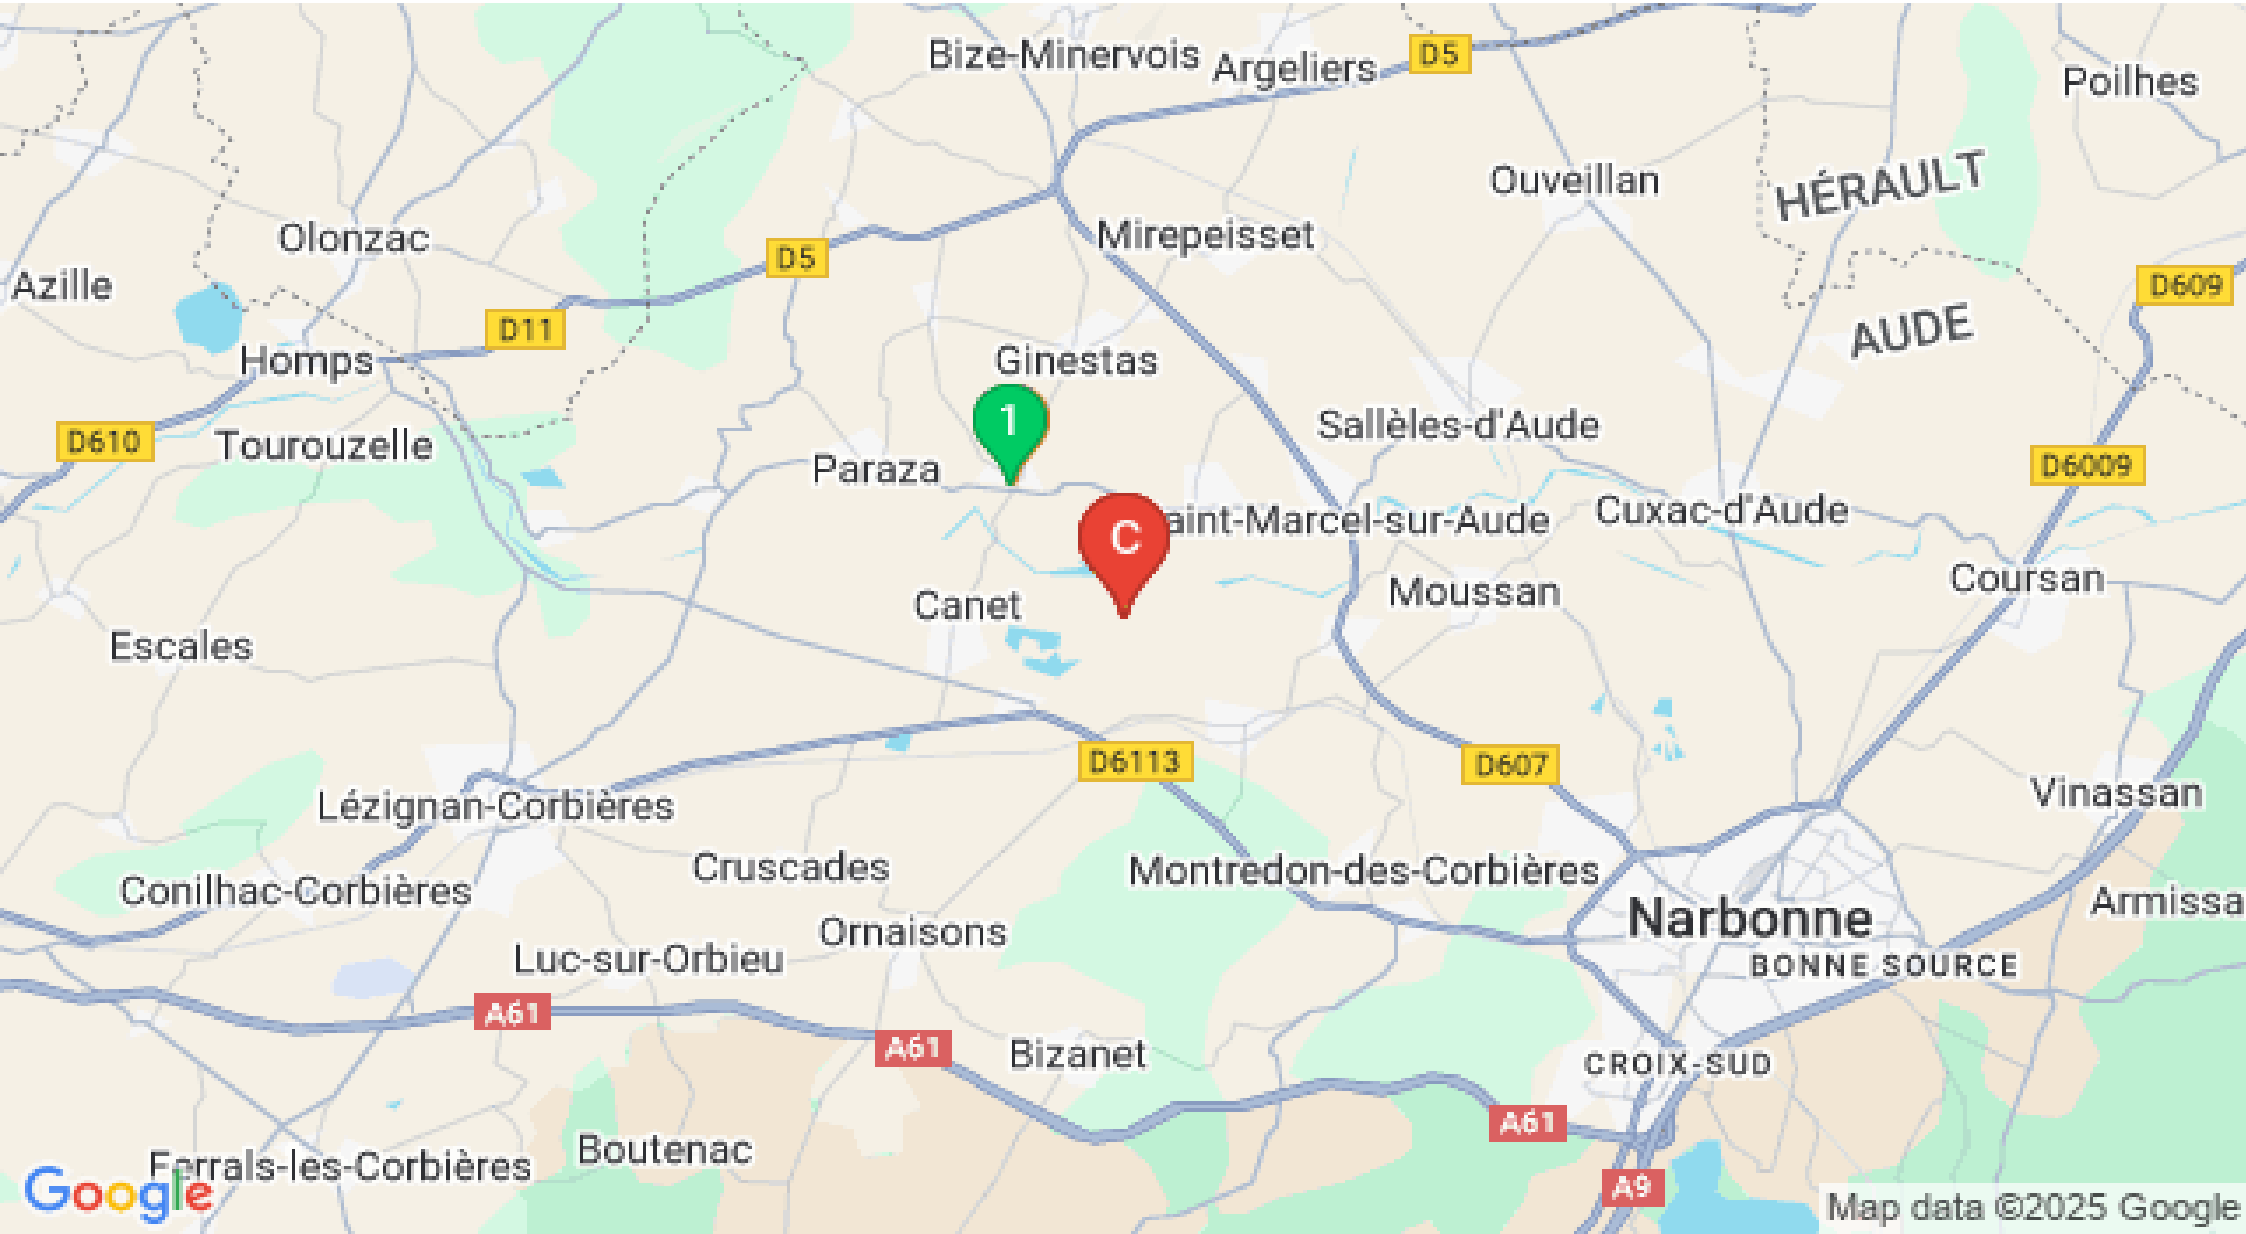 Bize-Minervois
Argeliers
D5
Poilhes
Ouveillan
HÉRAULT
Olonzac
Mirepeisset
D5
Azille
D609
D11
AUDE
Homps
Ginestas
1
Sallèles-d'Aude
D610
Tourouzelle
Paraza
D6009
aint-Marcel-sur-Aude
Cuxac-d'Aude
C
Coursan
Moussan
Canet
Escales
D6113
D607
Vinassan
Lézignan-Corbières
Cruscades
Montredon-des-Corbières
Conilhac-Corbières
Armissa
Narbonne
Ornaisons
Luc-sur-Orbieu
BONNE SOURCE
A61
A61
Bizanet
CROIX-SUD
A61
Boutenac
Ferrals-les-Corbières
A9
Google
Map data ©2025 Google